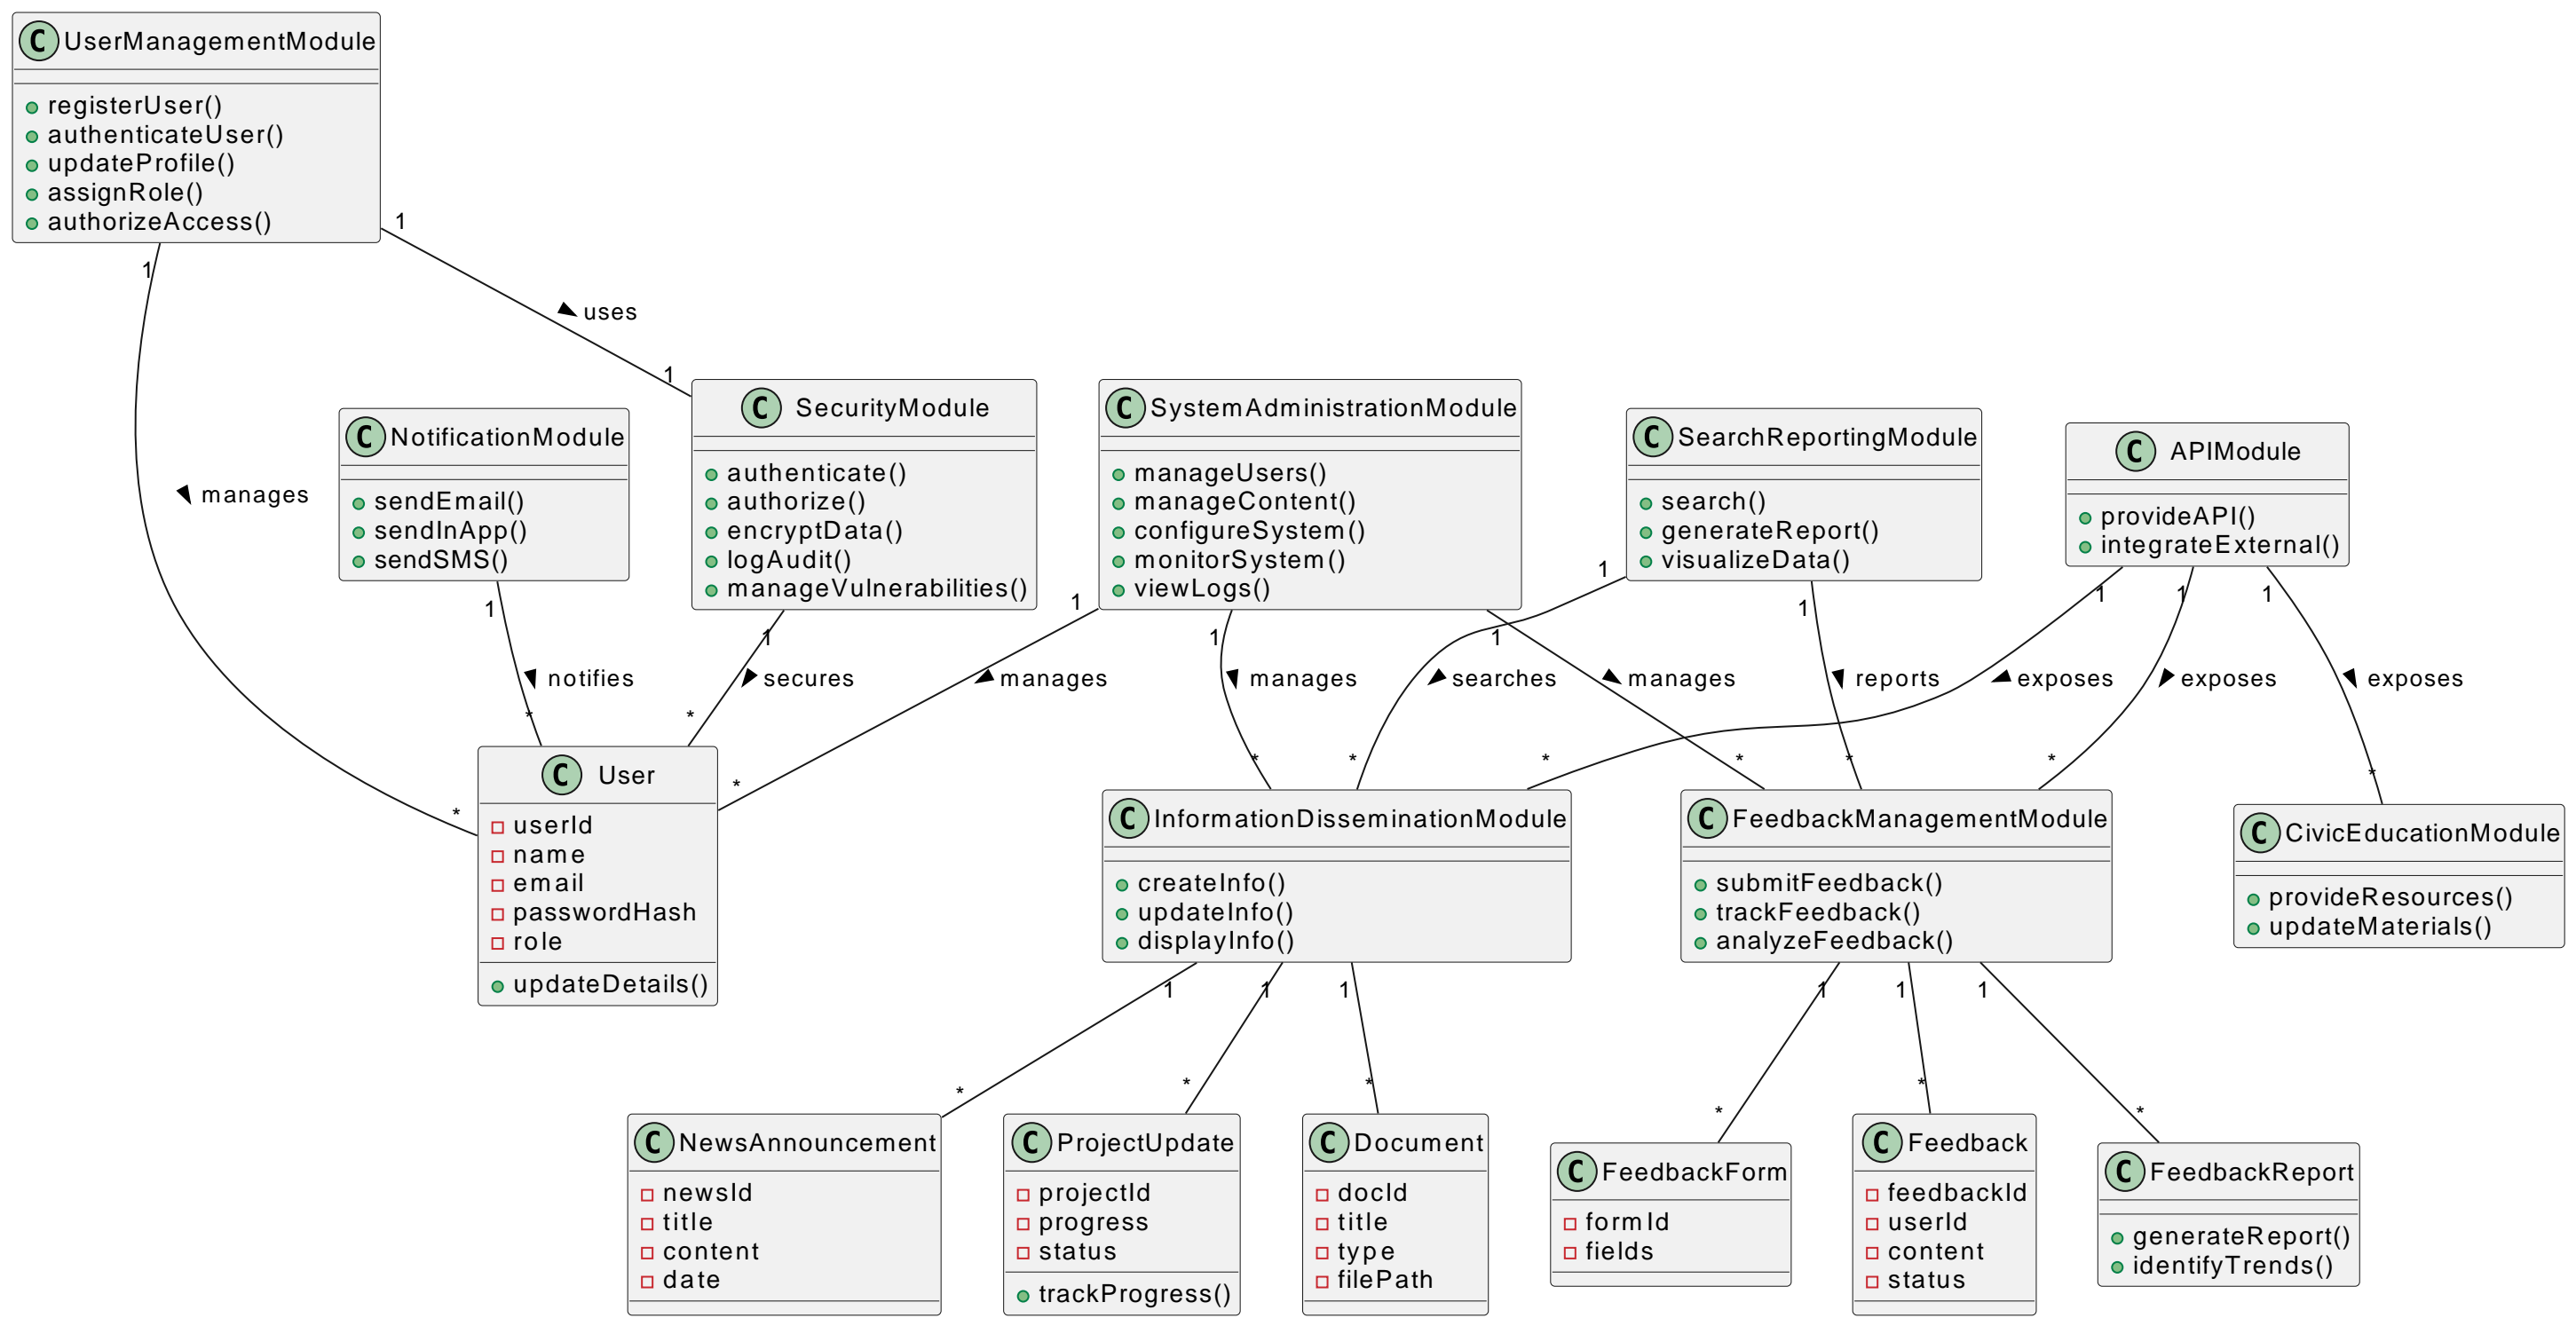 C UserManagementModule
registerUser()
authenticateUser()
updateProfile()
assignRole()
authorizeAccess()
1
1
uses
1
manages
C NotificationModule
sendEmail()
sendInApp()
sendSMS()
C SecurityModule
authenticate()
authorize()
encryptData()
logAudit()
manageVulnerabilities()
C SystemAdministrationModule
manageUsers()
manageContent()
configureSystem()
monitorSystem()
viewLogs()
C SearchReportingModule
search()
generateReport()
visualizeData()
C APIModule
provideAPI()
integrateExternal()
1
1
1
1
1
1
1
1
1
1
notifies
secures
manages
manages
searches
manages
reports
exposes
exposes
exposes
*
*
*
*
*
*
*
*
*
*
*
C User
userId
name
email
passwordHash
role
updateDetails()
C InformationDisseminationModule
createInfo()
updateInfo()
displayInfo()
C FeedbackManagementModule
submitFeedback()
trackFeedback()
analyzeFeedback()
C CivicEducationModule
provideResources()
updateMaterials()
1
1
1
1
1
1
*
*
*
*
*
*
C NewsAnnouncement
newsId
title
content
date
C ProjectUpdate
projectId
progress
status
trackProgress()
C Document
docId
title
type
filePath
C FeedbackForm
formId
fields
C Feedback
feedbackId
userId
content
status
C FeedbackReport
generateReport()
identifyTrends()